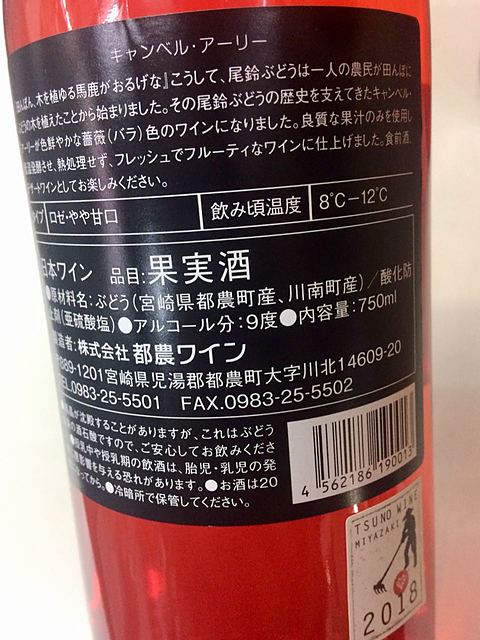 キャンベル・アーリー
田んぼに、木を植ゆる馬鹿がおるげな』こうして、尾鈴ぶどうは一人の農民が田んぼに
ぶどうの木を植えたことから始まりました。その尾鈴ぶどうの歴史を支えてきたキャンベル・
アーリーが色鮮やかな薔薇(バラ)色のワインになりました。良質な果汁のみを使用し
温発酵させ、熱処理せず、フレッシュでフルーティなワインに仕上げました。食前酒、
デザートワインとしてお楽しみください。
イプ ロゼ・やや甘口 飲み頃温度 8℃ー12℃
日本ワイン 品目:果実酒
●原材料名:ぶどう(宮崎県都農町産、川南町産)/酸化防
止剤(亜硫酸塩)●アルコール分:9度●内容量:750ml
造者:株式会社 都農ワイン
〒889-1201宮崎県児湯郡都農町大字川北14609-20
TEL.0983-25-5501 FAX.0983-25-5502
晶が沈殿することがありますが、これはぶどう
の酒石酸ですので、ご安心してお飲みくださ
乳中や授乳期の飲酒は、胎児・乳児の発
影響を与える恐れがあります。●お酒は20
ってから。●冷暗所で保管してください。
4 562186 190013
TSUNO WINE
MIYAZAKI
2018